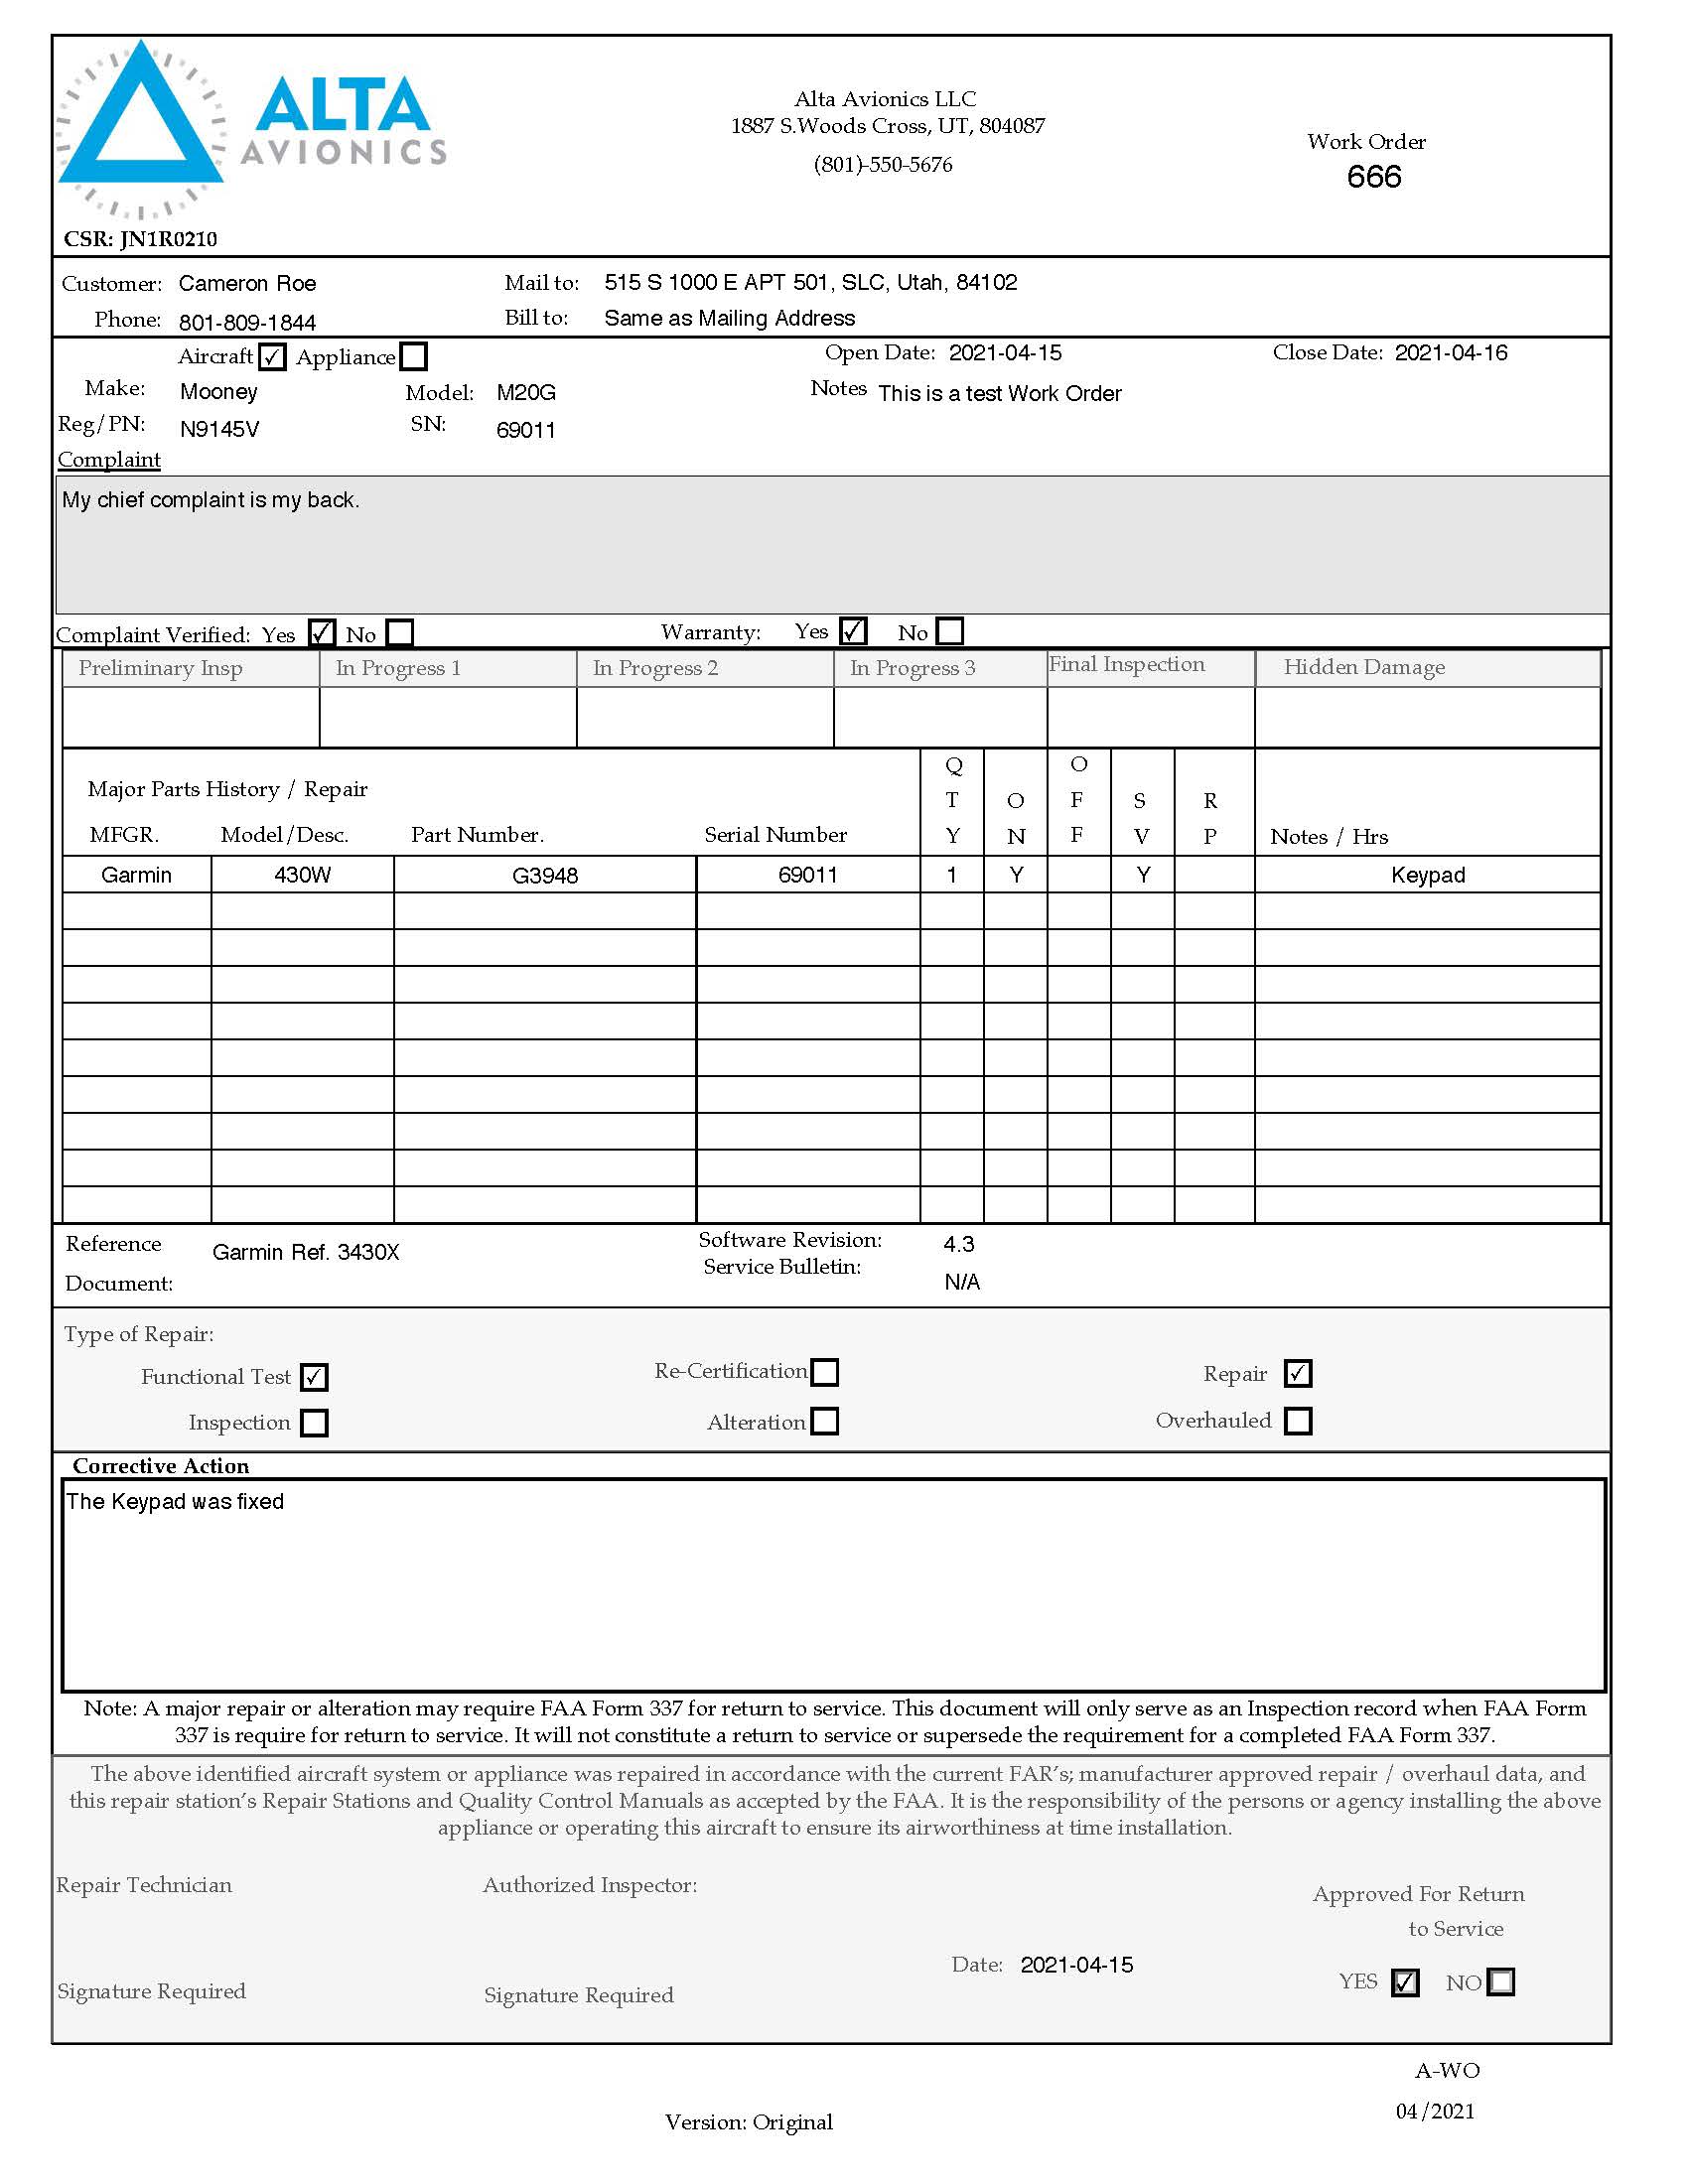 ALTA
AVIONICS
Alta Avionics LLC
1887 S.Woods Cross, UT, 804087
(801)-550-5676
Work Order
666
CSR: JN1R0210
Customer: Cameron Roe Mail to: 515 S 1000 E APT 501, SLC, Utah, 84102
Phone: 801-809-1844 Bill to: Same as Mailing Address
Aircraft ✓ Appliance Open Date: 2021-04-15 Close Date: 2021-04-16
Make: Mooney Model: M20G Notes This is a test Work Order
Reg/PN: N9145V SN: 69011
Complaint
My chief complaint is my back.
Complaint Verified: Yes ✓ No Warranty: Yes ✓ No
Preliminary Insp In Progress 1 In Progress 2 In Progress 3 Final Inspection Hidden Damage
Major Parts History / Repair
MFGR. Model/Desc. Part Number. Serial Number QTY ON OFF SV RP Notes / Hrs
Garmin 430W G3948 69011 1 Y Y Keypad
Reference Document: Garmin Ref. 3430X Software Revision: 4.3
Service Bulletin: N/A
Type of Repair:
Functional Test ✓ Re-Certification Repair ✓
Inspection Alteration Overhauled
Corrective Action
The Keypad was fixed
Note: A major repair or alteration may require FAA Form 337 for return to service. This document will only serve as an Inspection record when FAA Form
337 is require for return to service. It will not constitute a return to service or supersede the requirement for a completed FAA Form 337.
The above identified aircraft system or appliance was repaired in accordance with the current FAR's; manufacturer approved repair / overhaul data, and
this repair station's Repair Stations and Quality Control Manuals as accepted by the FAA. It is the responsibility of the persons or agency installing the above
appliance or operating this aircraft to ensure its airworthiness at time installation.
Repair Technician Authorized Inspector: Approved For Return
to Service
Date: 2021-04-15
YES ✓ NO
Signature Required Signature Required
A-WO
Version: Original 04/2021